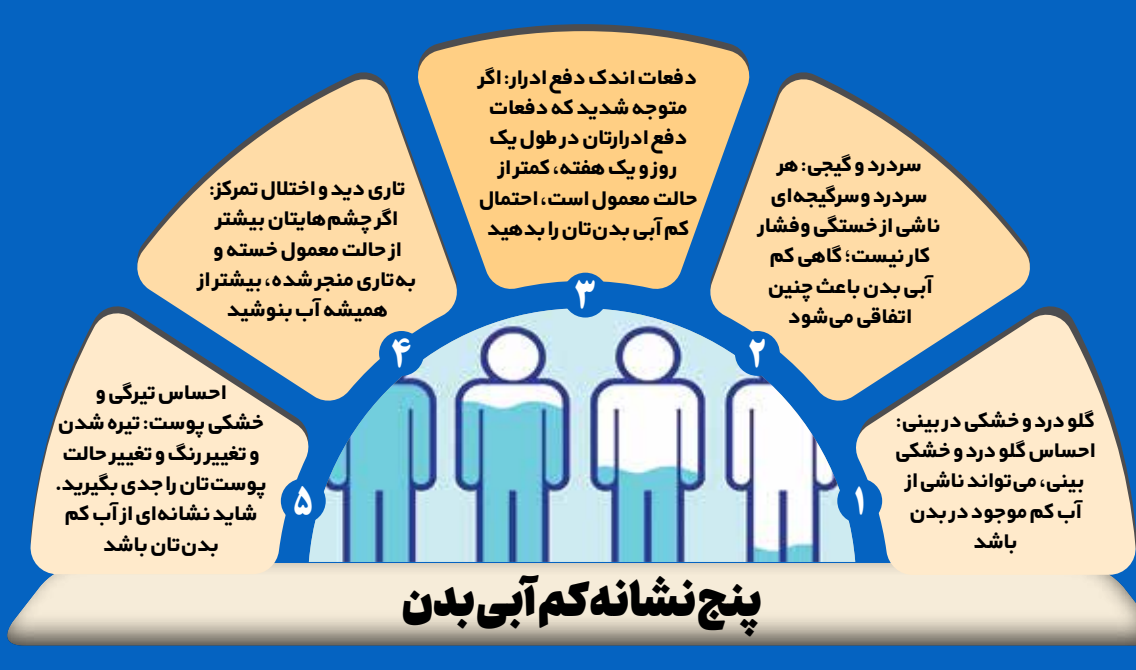 پنج نشانه کم آبی بدن
۱
گلو درد و خشکی در بینی:
احساس گلو درد و خشکی
بینی، می‌تواند ناشی از
آب کم موجود در بدن
باشد
۲
سردرد و گیجی: هر
سردرد و سرگیجه‌ای
ناشی از خستگی و فشار
کار نیست؛ گاهی کم
آبی بدن باعث چنین
اتفاقی می‌شود
۳
دفعات اندک دفع ادرار: اگر
متوجه شدید که دفعات
دفع ادرارتان در طول یک
روز و یک هفته، کمتر از
حالت معمول است، احتمال
کم آبی بدن‌تان را بدهید
۴
تاری دید و اختلال تمرکز:
اگر چشم‌هایتان بیشتر
از حالت معمول خسته و
به‌تاری منجر شده، بیشتر از
همیشه آب بنوشید
۵
احساس تیرگی و
خشکی پوست: تیره شدن
و تغییر رنگ و تغییر حالت
پوست‌تان را جدی بگیرید.
شاید نشانه‌ای از آب کم
بدن‌تان باشد